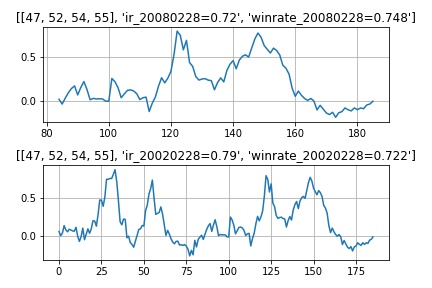 [[47, 52, 54, 55], 'ir_20080228=0.72', 'winrate_20080228=0.748']
0.5
0.0
80 100 120 140 160 180
[[47, 52, 54, 55], 'ir_20020228=0.79', 'winrate_20020228=0.722']
0.5
0.0
0 25 50 75 100 125 150 175